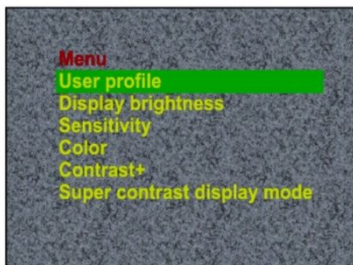 Menu
User profile
Display brightness
Sensitivity
Color
Contrast+
Super contrast display mode